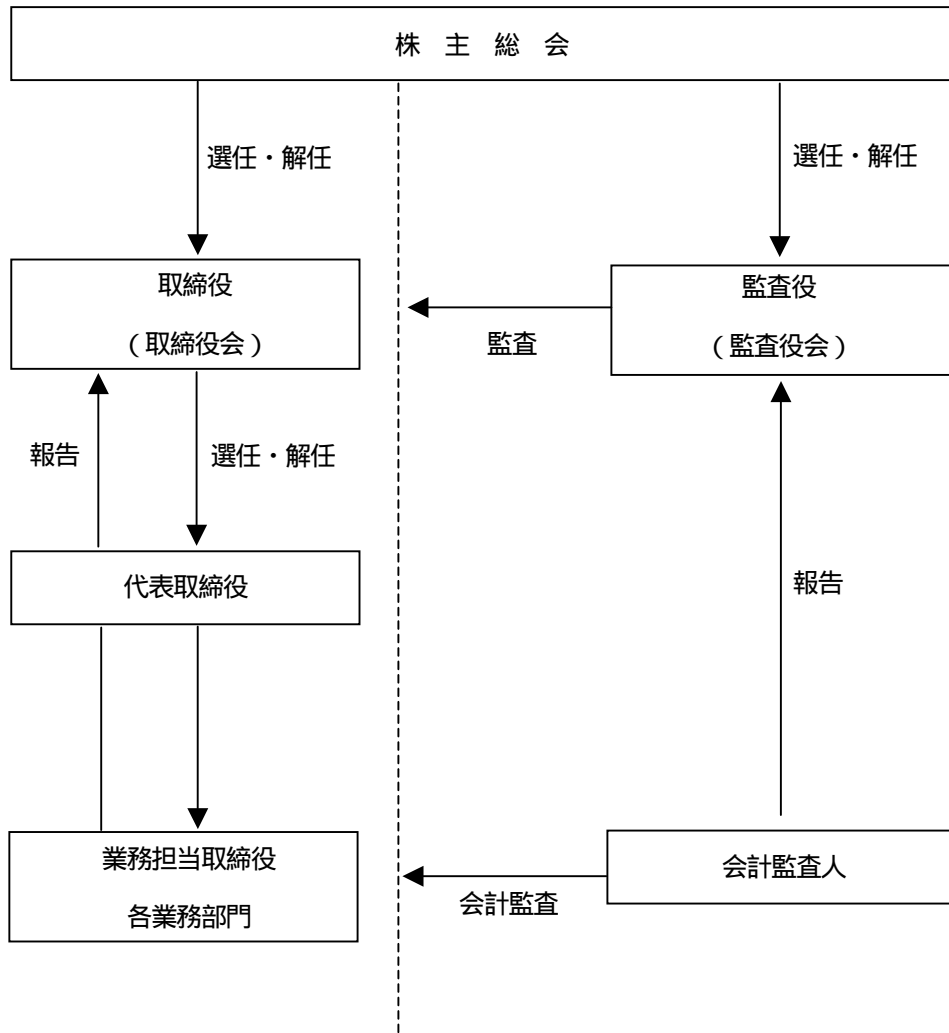 株 主 総 会
選任・解任
選任・解任
取締役
（取締役会）
監査役
（監査役会）
監査
報告
選任・解任
代表取締役
報告
業務担当取締役
各業務部門
会計監査人
会計監査